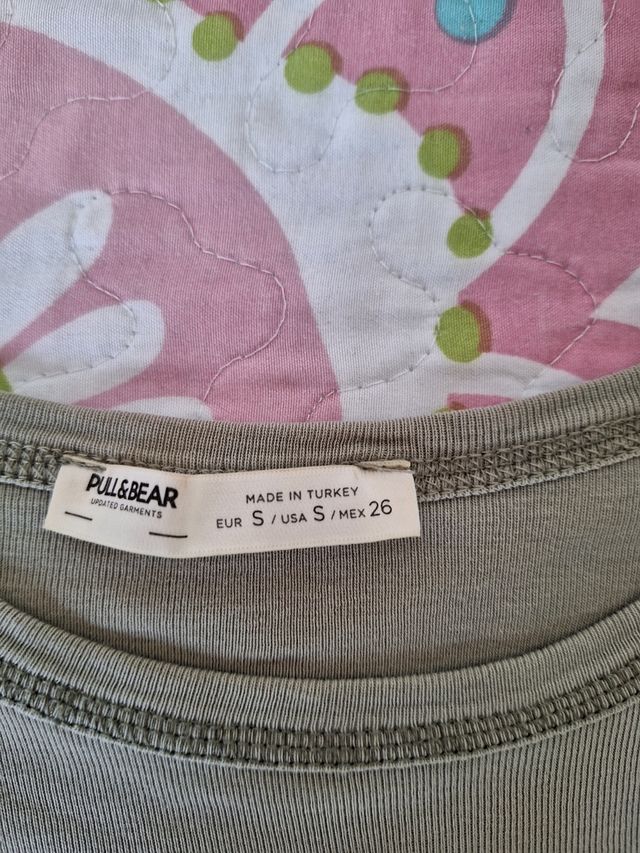 PULL&BEAR
UPDATED GARMENTS
MADE IN TURKEY
EUR S / USA S / MEX 26